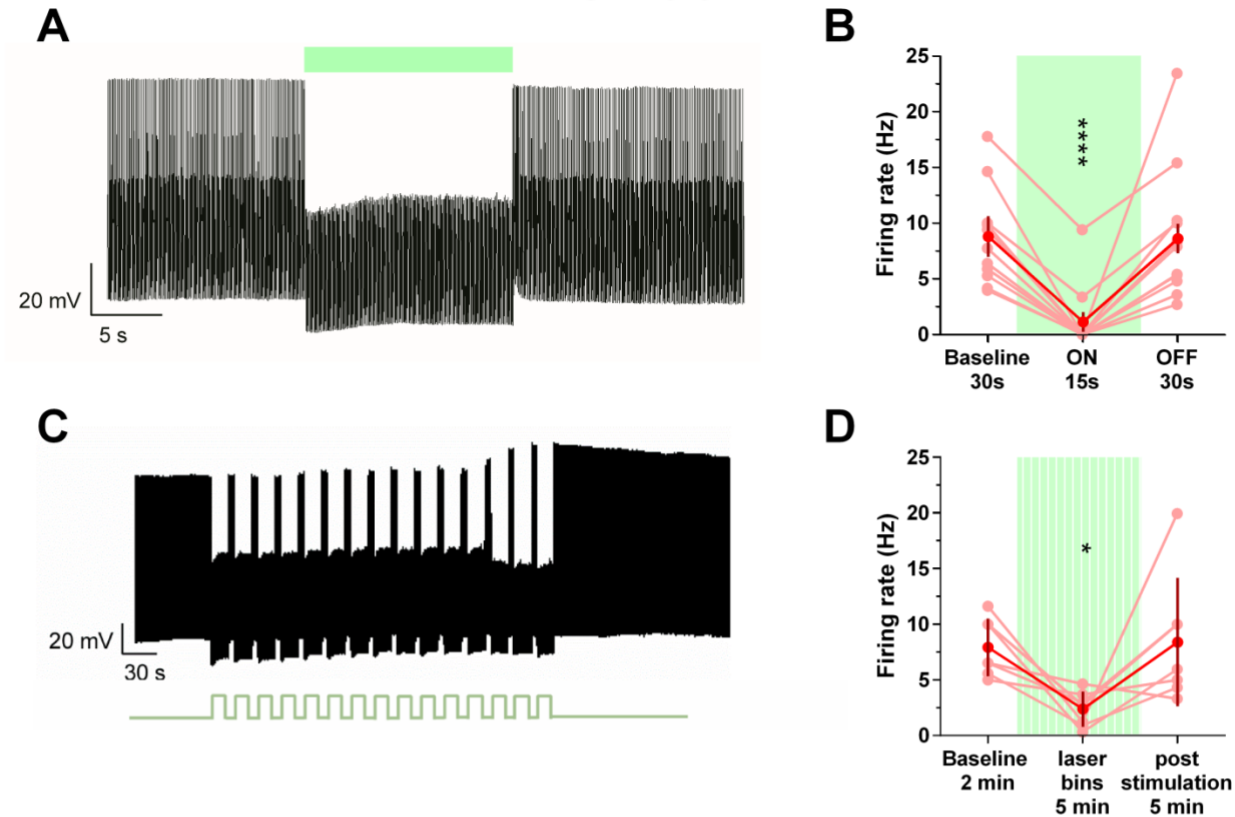 A
20 mV
5 s
B
Firing rate (Hz)
25
20
15
10
5
0
****
Baseline
30s
ON
15s
OFF
30s
C
20 mV
30 s
D
Firing rate (Hz)
25
20
15
10
5
0
*
Baseline
2 min
laser
bins
5 min
post
stimulation
5 min